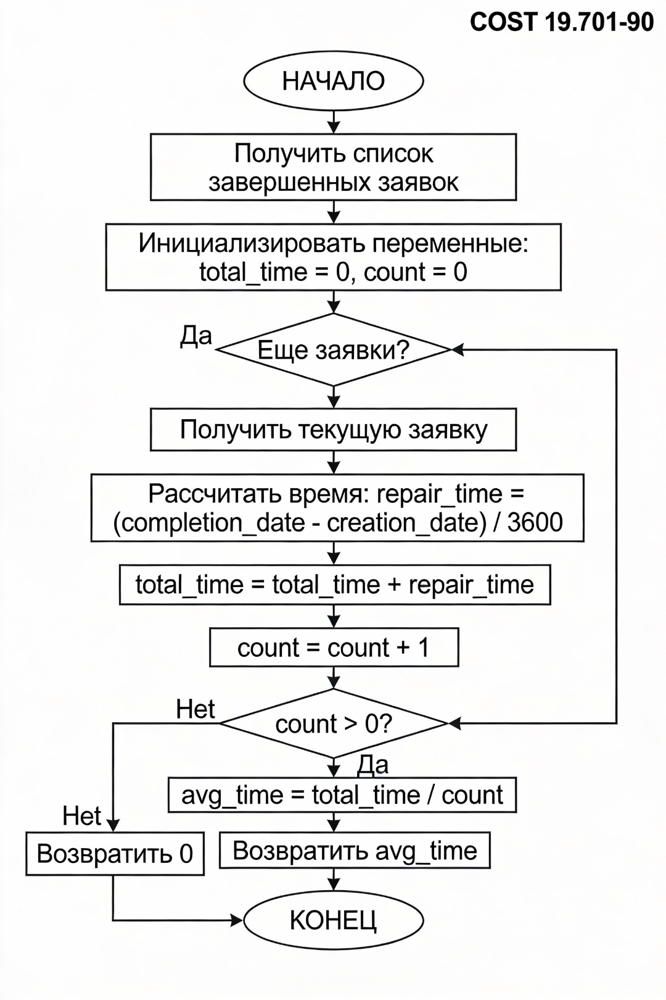 COST 19.701-90
НАЧАЛО
Получить список
завершенных заявок
Инициализировать переменные:
total_time = 0, count = 0
Да
Еще заявки?
Получить текущую заявку
Рассчитать время: repair_time =
(completion_date - creation_date) / 3600
total_time = total_time + repair_time
count = count + 1
Нет
count > 0?
Да
avg_time = total_time / count
Нет
Возвратить 0
Возвратить avg_time
КОНЕЦ